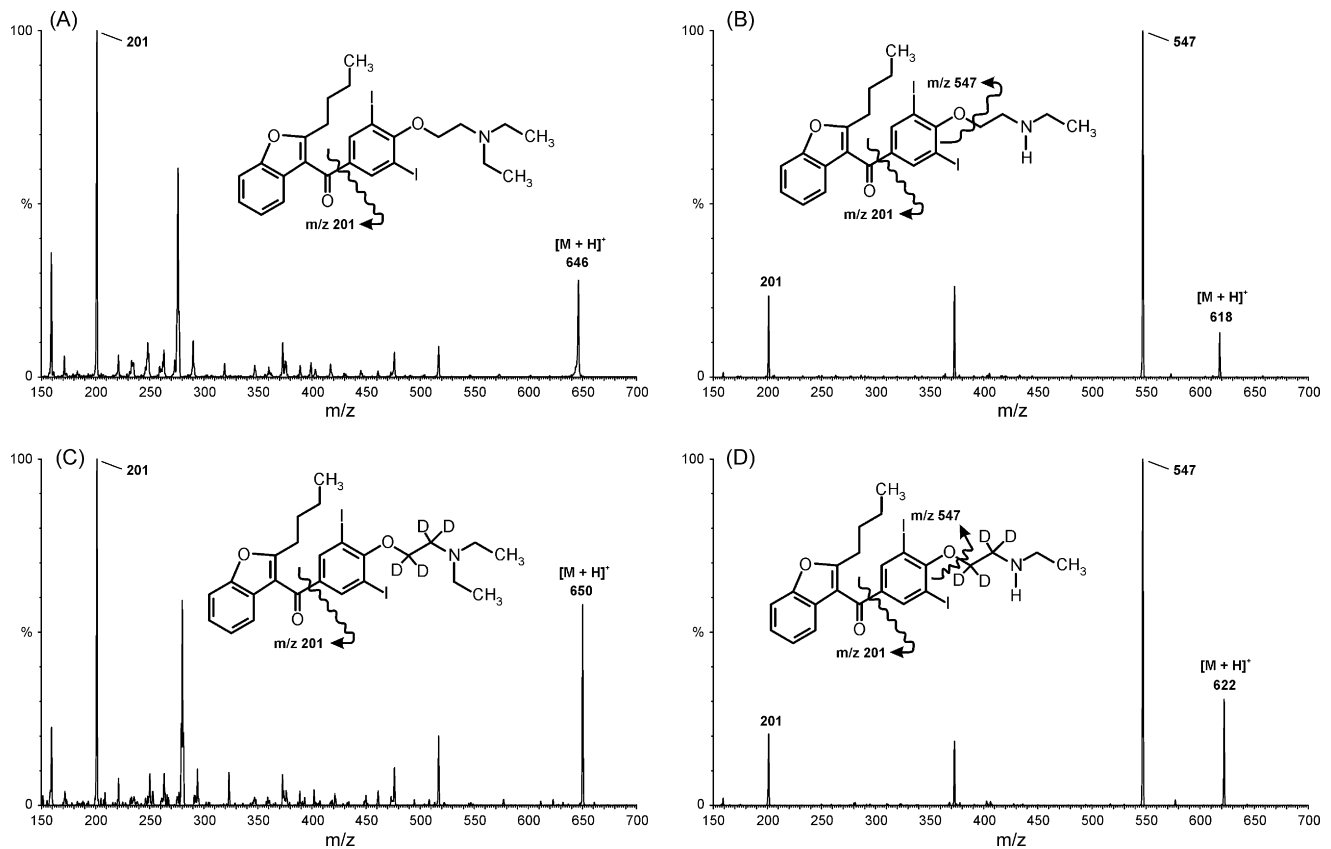 (A)
100
201
CH3
I
O
O
N
CH3
CH3
I
O
m/z 201
%
[M + H]+
646
0
150 200 250 300 350 400 450 500 550 600 650 700
m/z
(B)
100
547
CH3
m/z 547
I
O
O
N
CH3
H
I
O
m/z 201
%
201
[M + H]+
618
0
150 200 250 300 350 400 450 500 550 600 650 700
m/z
(C)
100
201
CH3
I
D D
O
O
N
CH3
D D
CH3
I
O
m/z 201
%
[M + H]+
650
0
150 200 250 300 350 400 450 500 550 600 650 700
m/z
(D)
100
547
CH3
m/z 547
I
D D
O
O
N
CH3
D D
H
I
O
m/z 201
%
201
[M + H]+
622
0
150 200 250 300 350 400 450 500 550 600 650 700
m/z